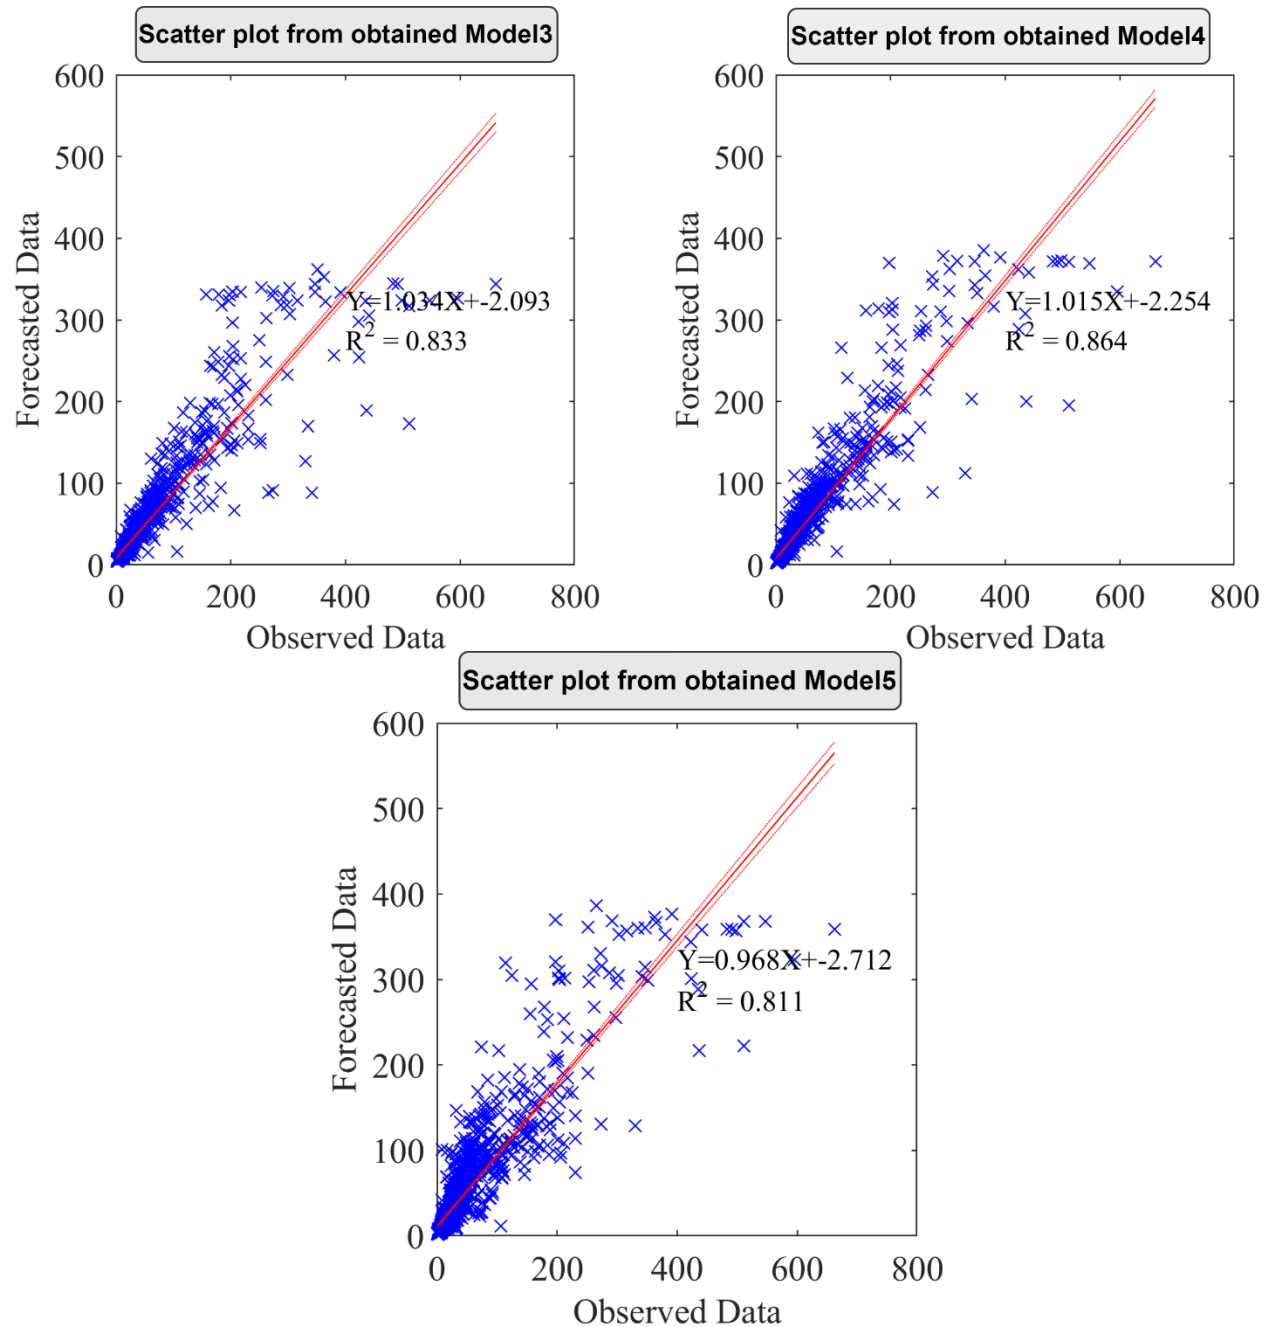 Scatter plot from obtained Model3
600
500
400
300
200
100
0
Forecasted Data
Y=1.034X+-2.093
R² = 0.833
0 200 400 600 800
Observed Data
Scatter plot from obtained Model4
600
500
400
300
200
100
0
Forecasted Data
Y=1.015X+-2.254
R² = 0.864
0 200 400 600 800
Observed Data
Scatter plot from obtained Model5
600
500
400
300
200
100
0
Forecasted Data
Y=0.968X+-2.712
R² = 0.811
0 200 400 600 800
Observed Data